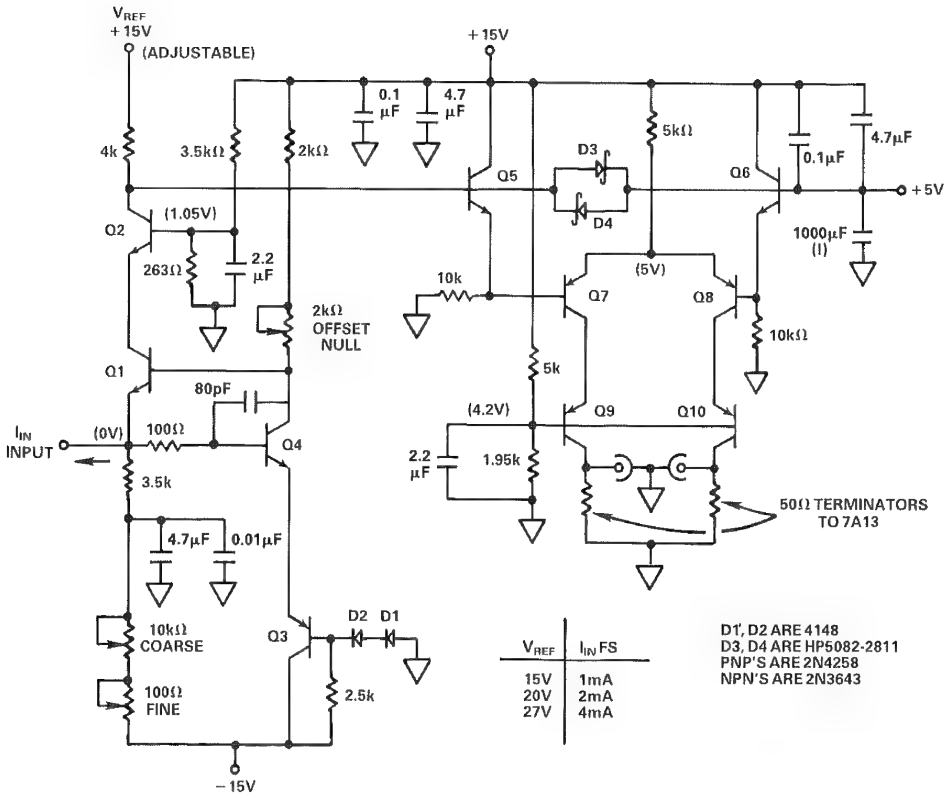 VREF
+15V
(ADJUSTABLE)
+15V
4k
3.5kΩ
2kΩ
0.1
µF
4.7
µF
5kΩ
4.7µF
0.1µF
D3
D4
Q5
Q6
+5V
Q2
(1.05V)
263Ω
2.2
µF
1000µF
(I)
10k
(5V)
Q7
Q8
2kΩ
OFFSET
NULL
10kΩ
Q1
80pF
5k
(4.2V)
Q9
Q10
IIN
INPUT
(0V)
100Ω
Q4
2.2
µF
1.95k
3.5k
50Ω TERMINATORS
TO 7A13
4.7µF
0.01µF
10kΩ
COARSE
Q3
D2
D1
100Ω
FINE
2.5k
−15V
VREF IIN FS
15V 1mA
20V 2mA
27V 4mA
D1', D2 ARE 4148
D3, D4 ARE HP5082-2811
PNP'S ARE 2N4258
NPN'S ARE 2N3643